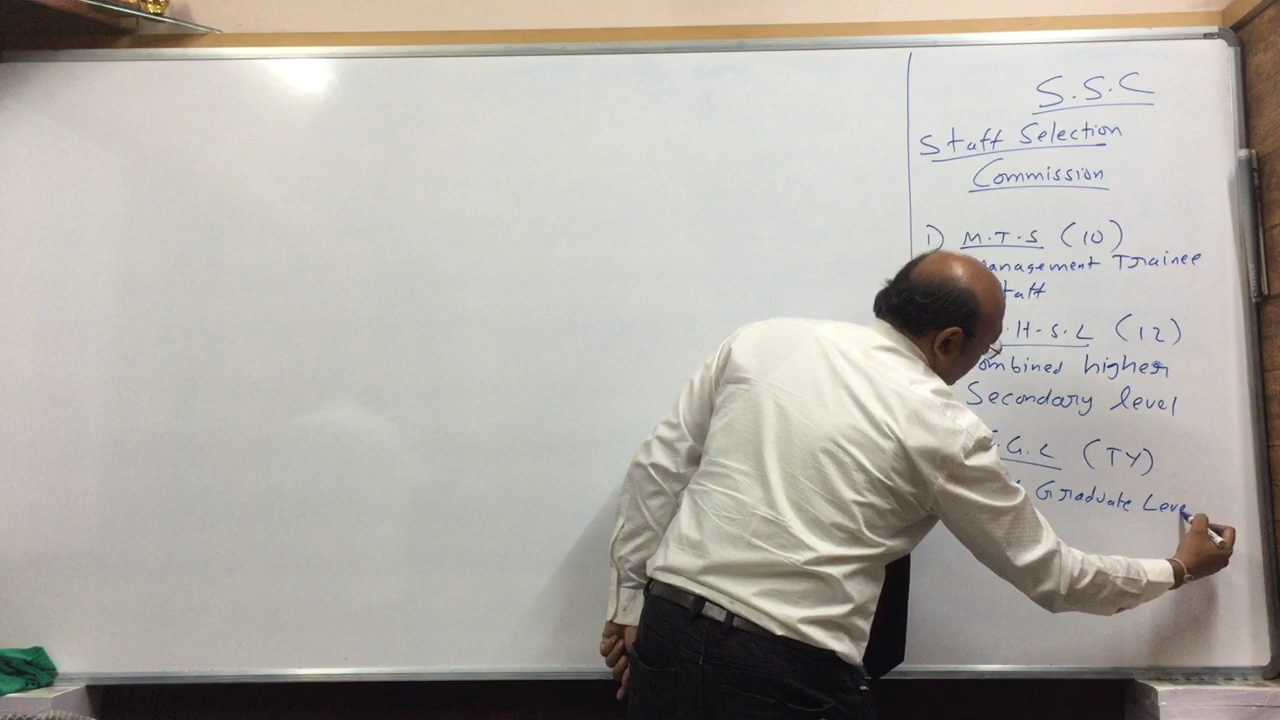 S.S.C
Staff Selection
Commission
1) M.T.S (10)
anagement Trainee
taff
.H.S.L (12)
ombined higher
Secondary level
.G.L (TY)
Graduate Leve